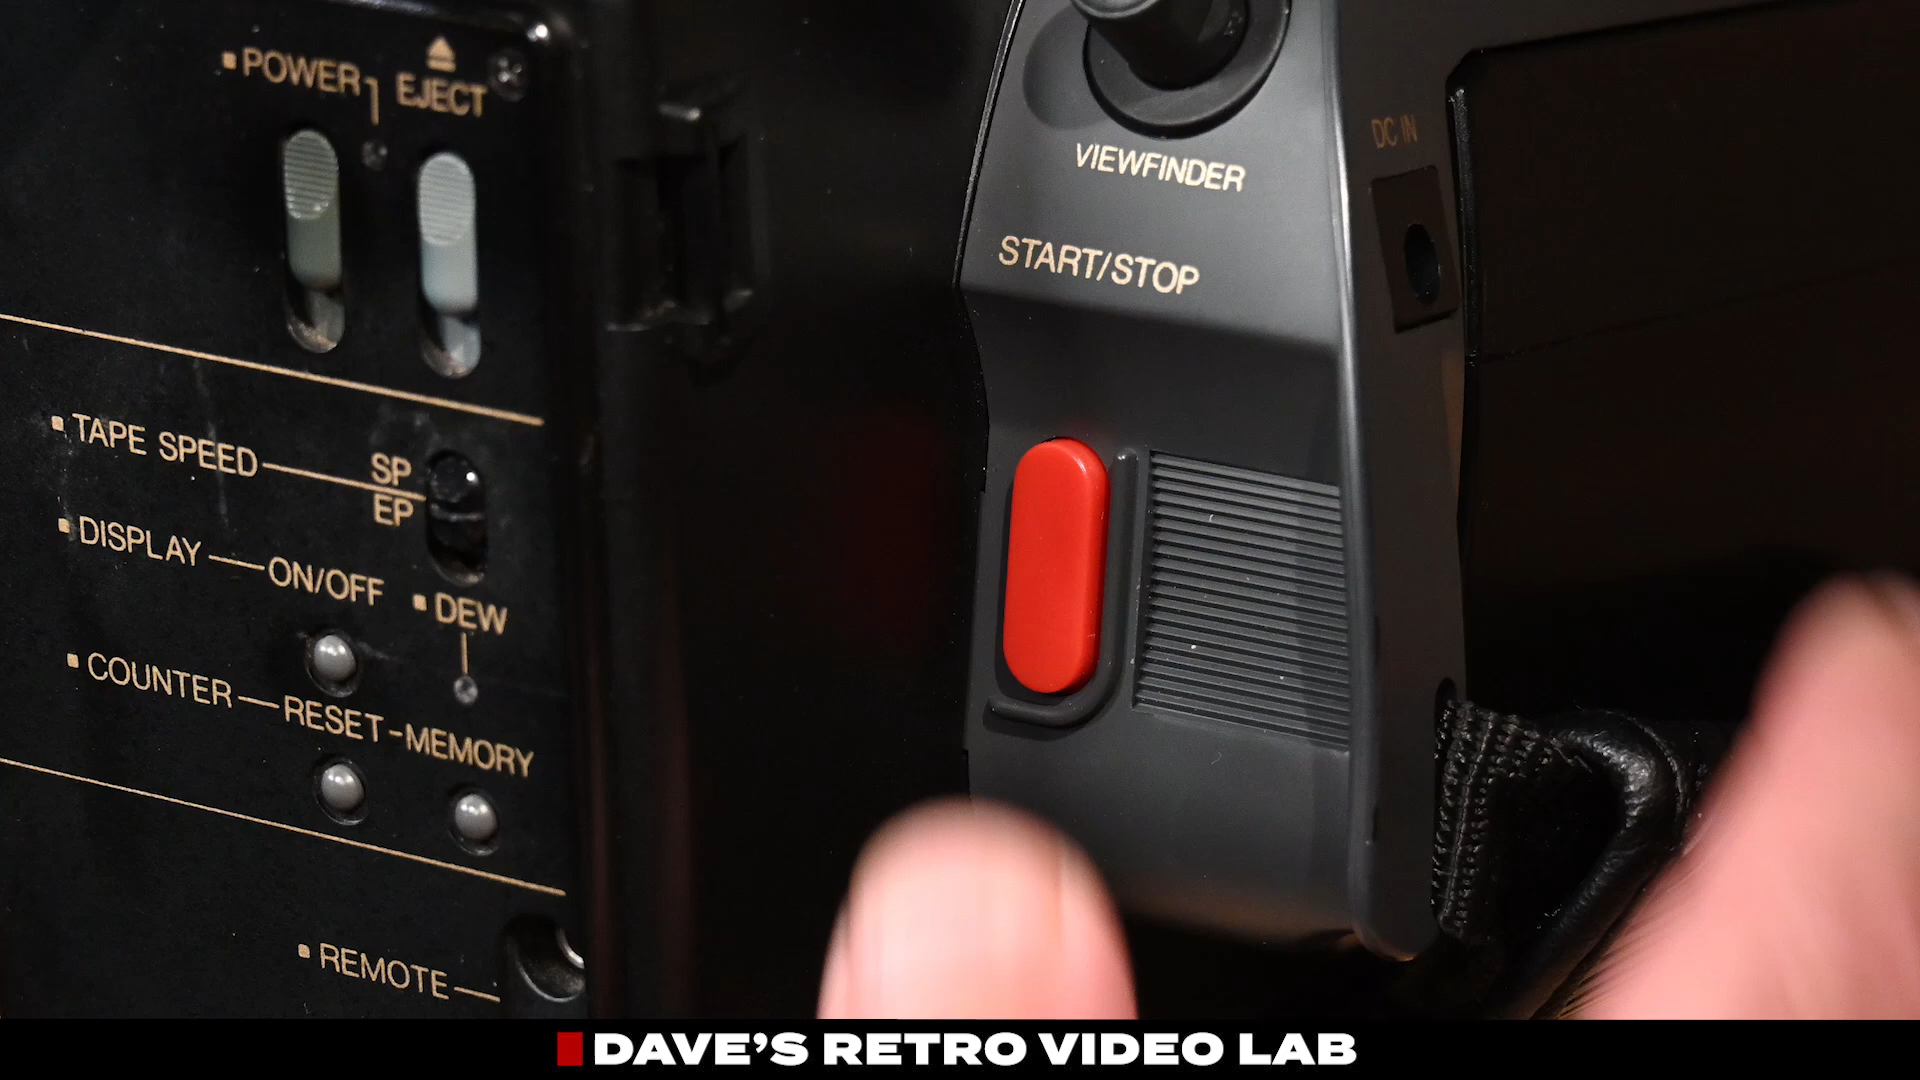 POWER
EJECT
TAPE SPEED
SP
EP
DISPLAY ON/OFF
DEW
COUNTER RESET-MEMORY
REMOTE
VIEWFINDER
START/STOP
DC IN
DAVE'S RETRO VIDEO LAB